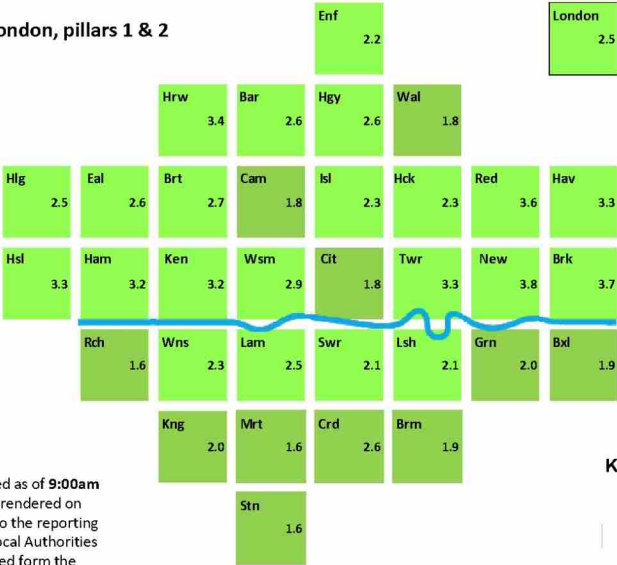 ondon, pillars 1 & 2
Enf
2.2
London
2.5
Hrw
3.4
Bar
2.6
Hgy
2.6
Wal
1.8
Hlg
2.5
Eal
2.6
Brt
2.7
Cam
1.8
Isl
2.3
Hck
2.3
Red
3.6
Hav
3.3
Hsl
3.3
Ham
3.2
Ken
3.2
Wsm
2.9
Cit
1.8
Twr
3.3
New
3.8
Brk
3.7
Rch
1.6
Wns
2.3
Lam
2.5
Swr
2.1
Lsh
2.1
Grn
2.0
Bxl
1.9
Kng
2.0
Mrt
1.6
Crd
2.6
Brm
1.9
Stn
1.6
K
ed as of 9:00am
rendered on
o the reporting
ocal Authorities
ed form the